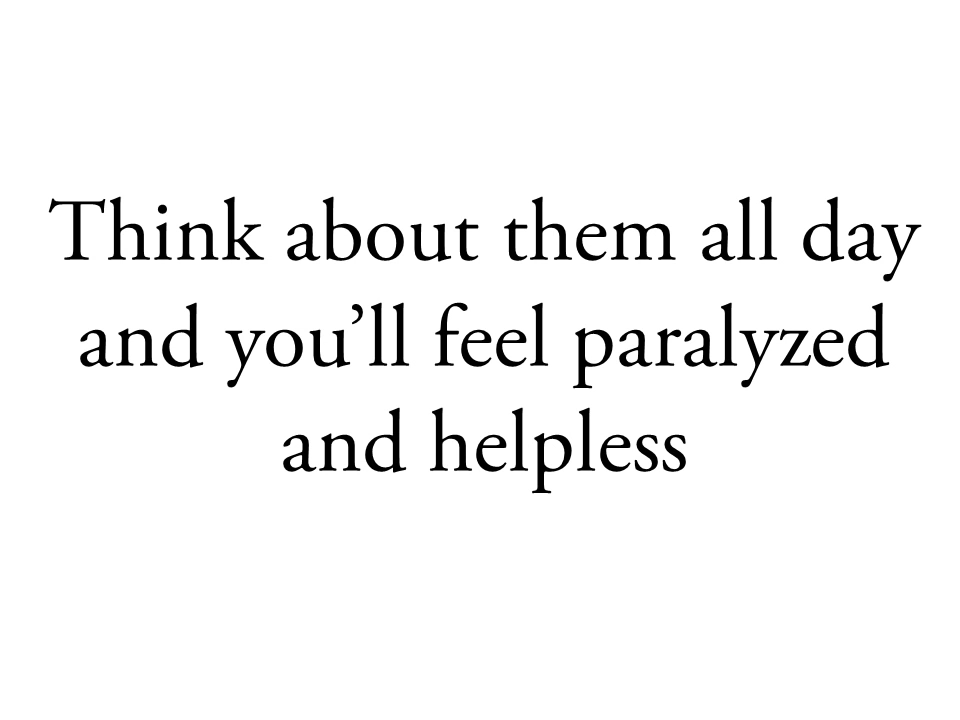 Think about them all day
and you’ll feel paralyzed
and helpless